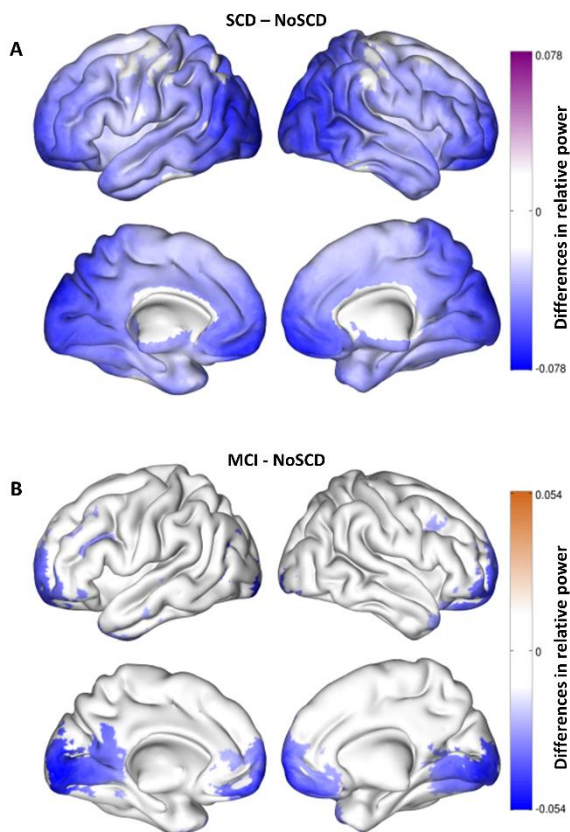 SCD – NoSCD
A
0.078
0
-0.078
Differences in relative power
MCI - NoSCD
B
0.054
0
-0.054
Differences in relative power